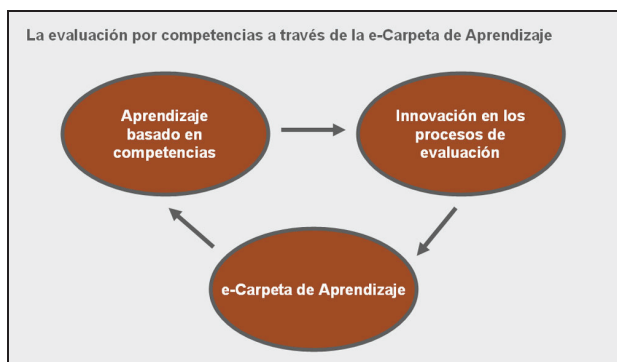 La evaluación por competencias a través de la e-Carpeta de Aprendizaje
Aprendizaje
basado en
competencias
Innovación en los
procesos de
evaluación
e-Carpeta de Aprendizaje